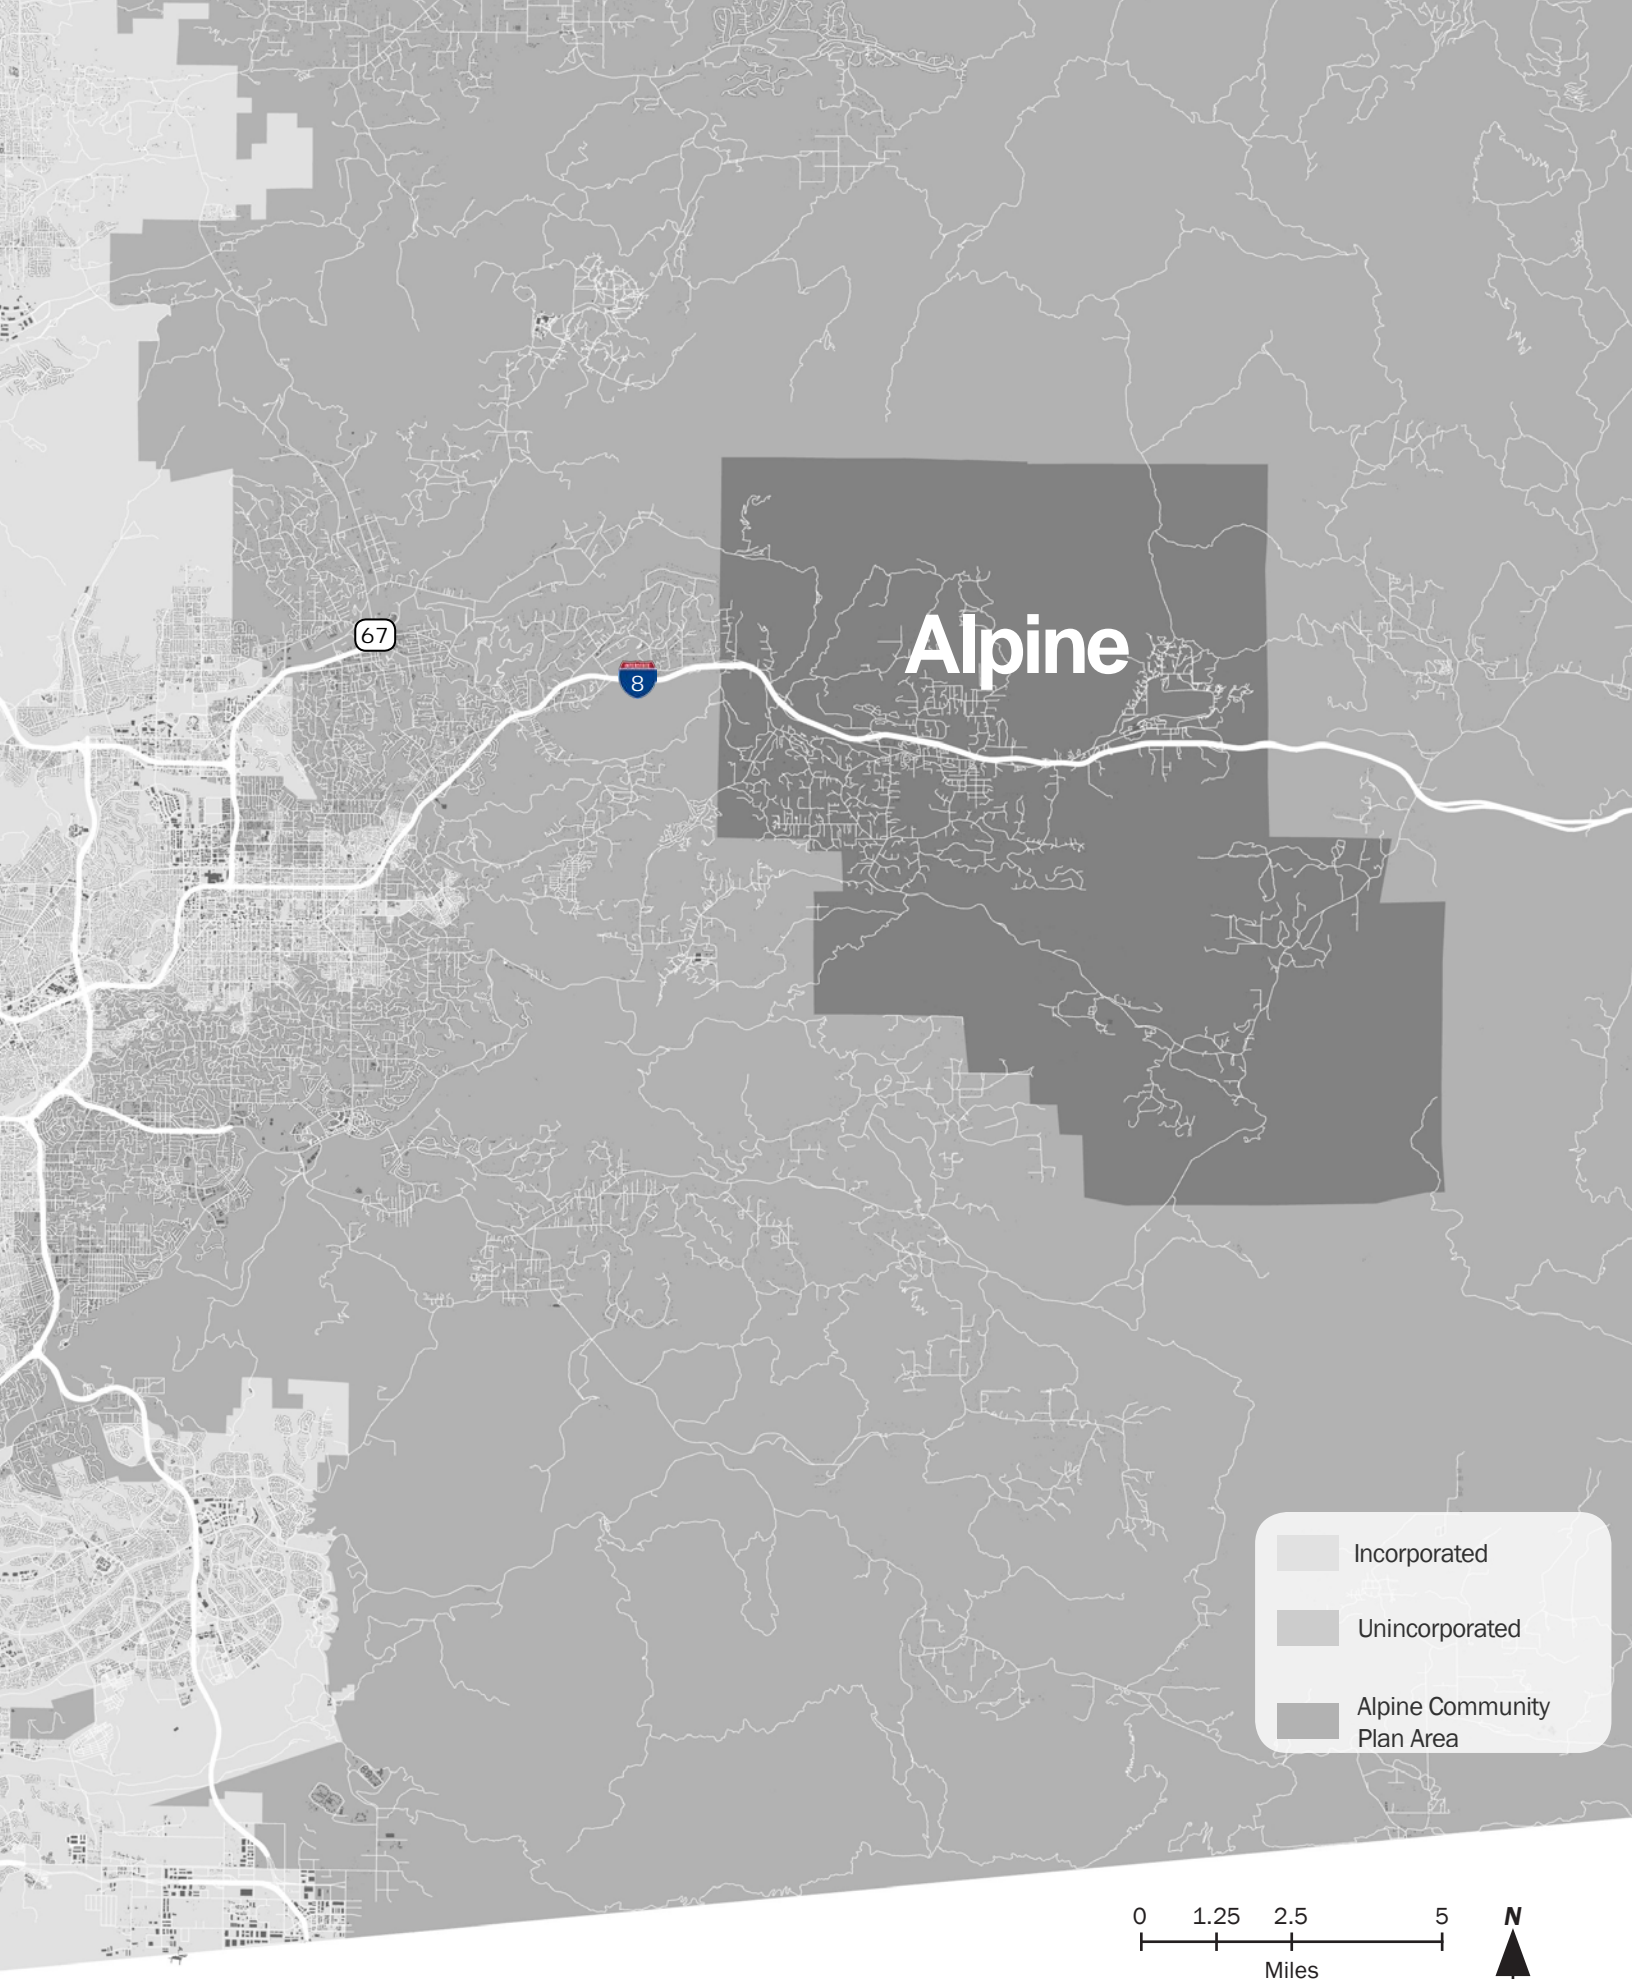 67
Alpine
8
Incorporated
Unincorporated
Alpine Community
Plan Area
0 1.25 2.5 5 N
Miles